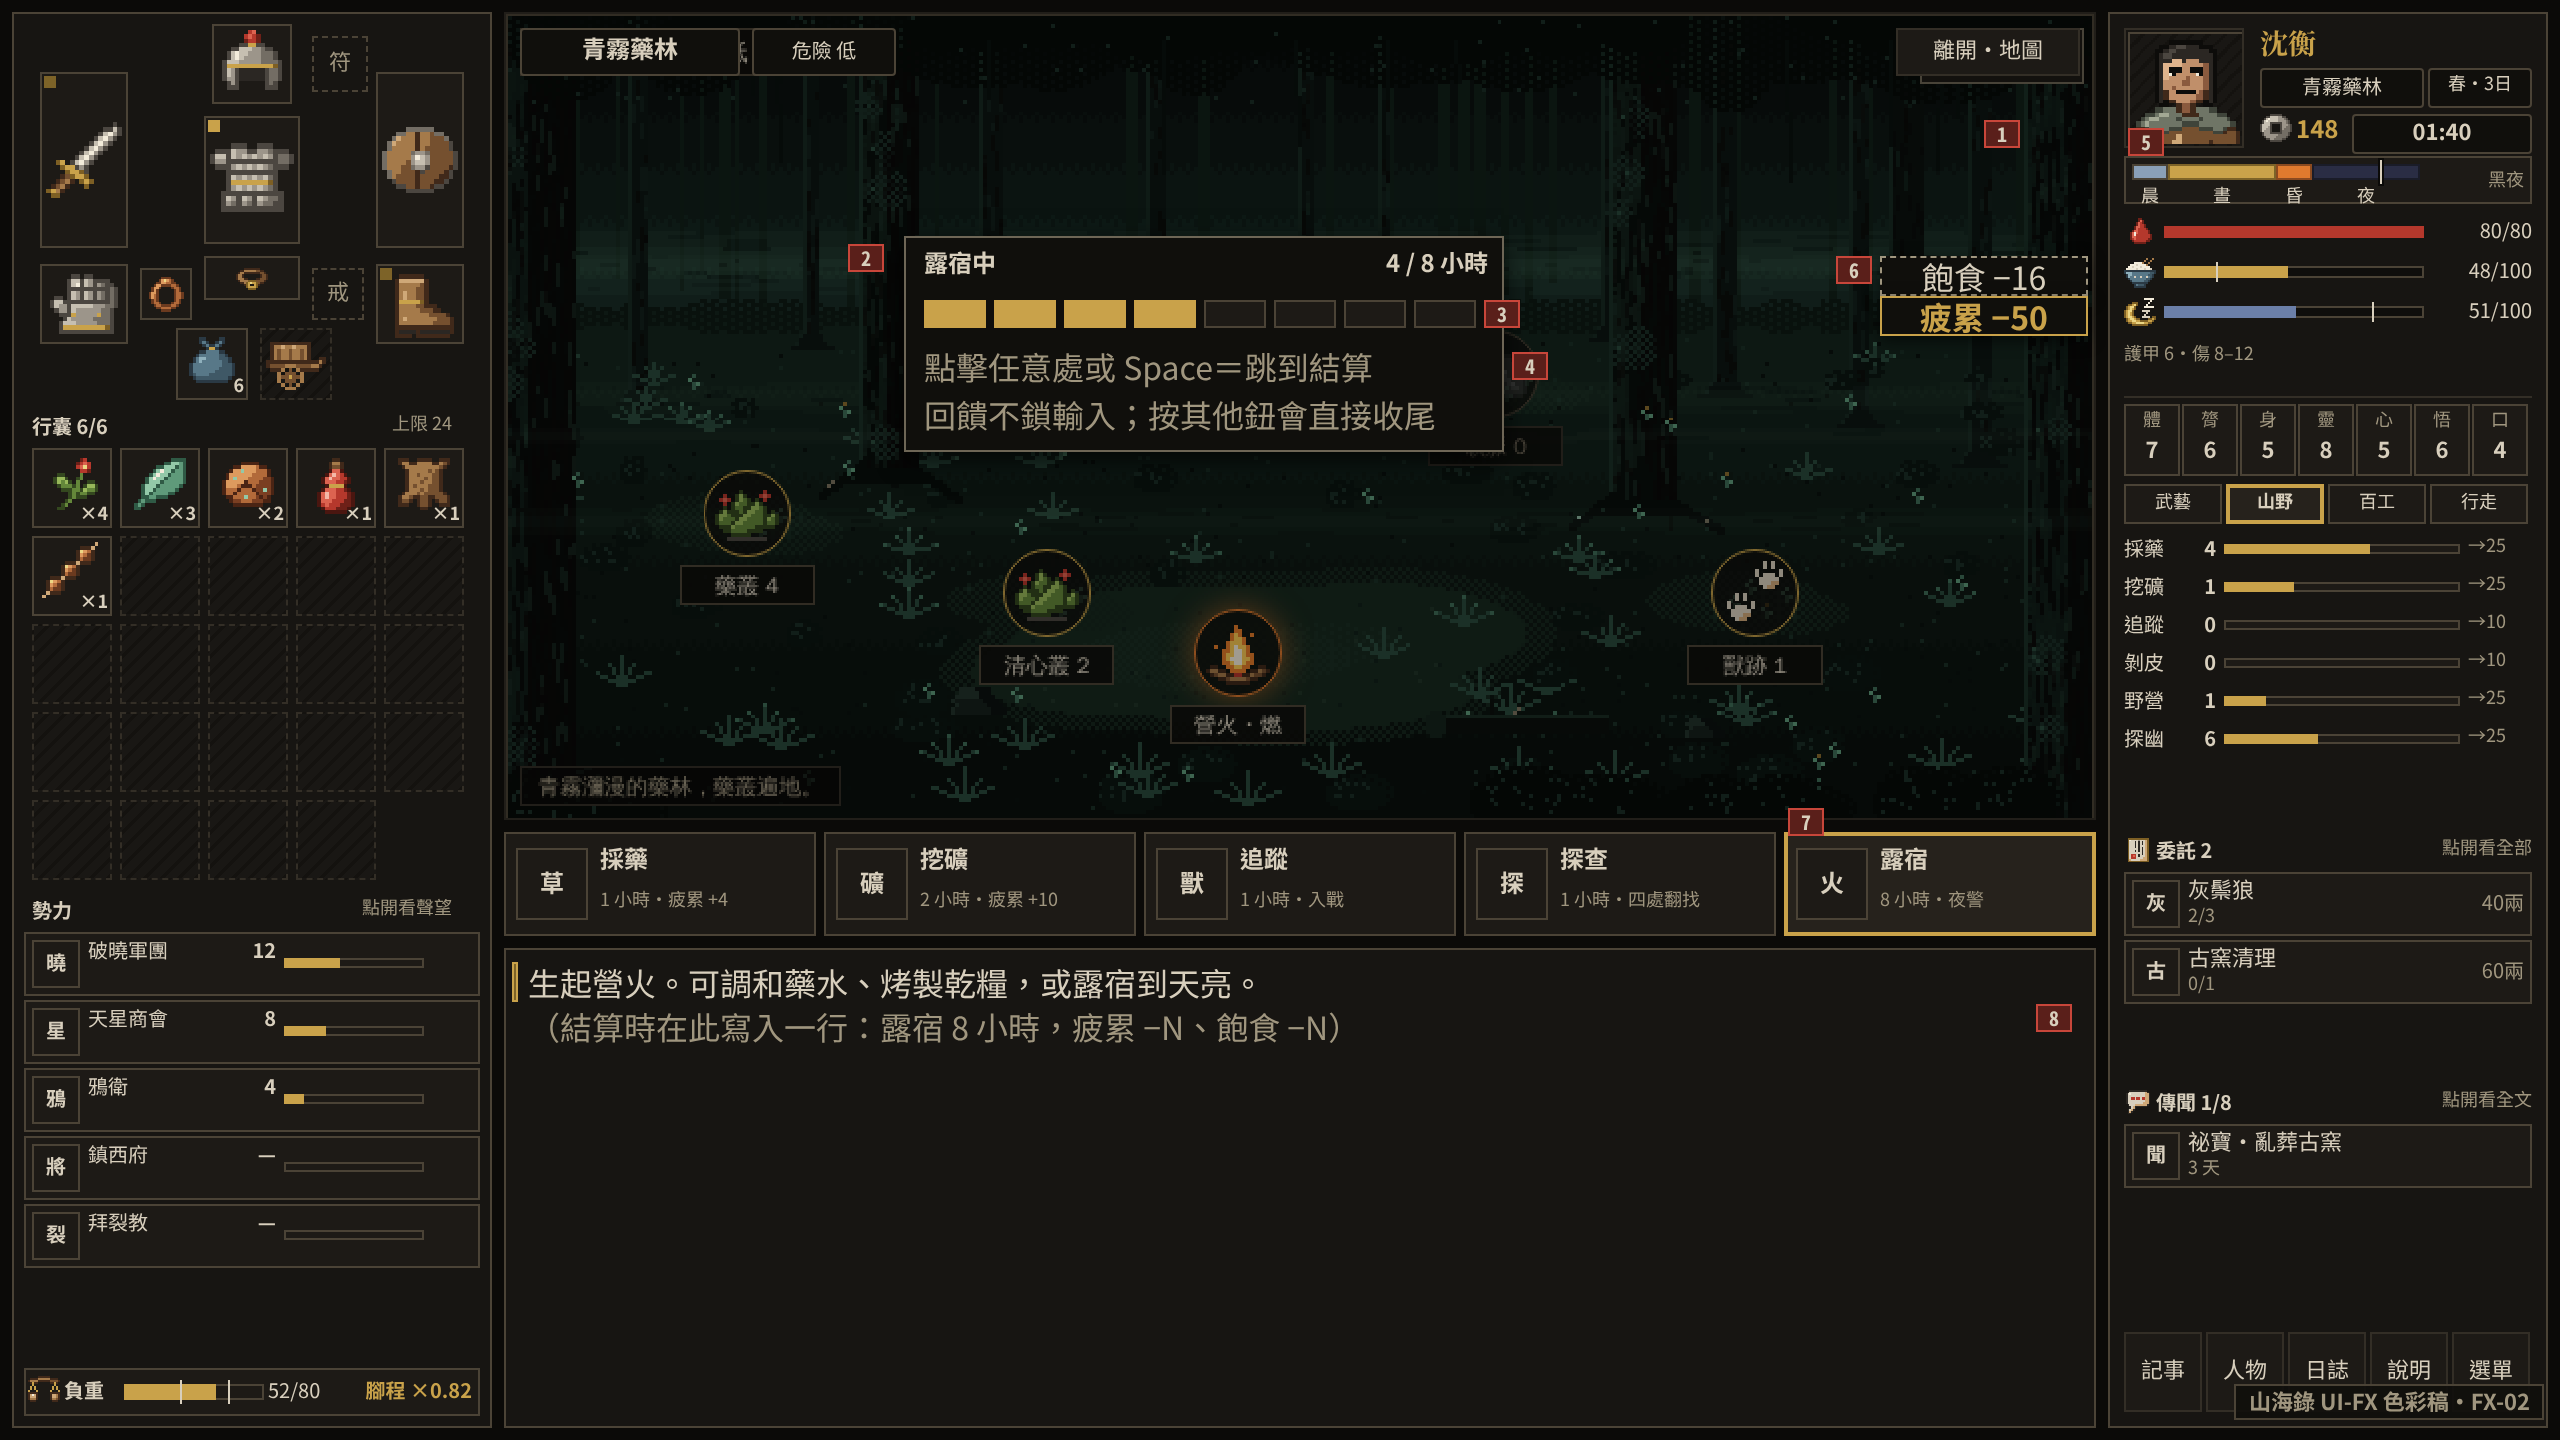 符
戒
6
行囊 6/6
上限 24
×4
×3
×2
×1
×1
×1
勢力
點開看聲望
曉
破曉軍團
12
星
天星商會
8
鴉
鴉衛
4
將
鎮西府
—
裂
拜裂教
—
負重
52/80
腳程 ×0.82
青霧藥林
危險 低
離開・地圖
1
2
露宿中
4 / 8 小時
3
點擊任意處或 Space＝跳到結算
4
回饋不鎖輸入；按其他鈕會直接收尾
6
飽食 −16
疲累 −50
0
藥叢 4
清心叢 2
獸跡 1
營火・燃
青霧瀰漫的藥林，藥叢遍地。
7
草
採藥
1 小時・疲累 +4
礦
挖礦
2 小時・疲累 +10
獸
追蹤
1 小時・入戰
探
探查
1 小時・四處翻找
火
露宿
8 小時・夜警
生起營火。可調和藥水、烤製乾糧，或露宿到天亮。
（結算時在此寫入一行：露宿 8 小時，疲累 −N、飽食 −N）
8
沈衡
青霧藥林
春・3日
148
01:40
5
晨
晝
昏
夜
黑夜
80/80
48/100
51/100
護甲 6・傷 8–12
體
膂
身
靈
心
悟
口
7
6
5
8
5
6
4
武藝
山野
百工
行走
採藥 4 →25
挖礦 1 →25
追蹤 0 →10
剝皮 0 →10
野營 1 →25
探幽 6 →25
委託 2
點開看全部
灰
灰鬃狼
2/3
40兩
古
古窯清理
0/1
60兩
傳聞 1/8
點開看全文
聞
祕寶・亂葬古窯
3 天
記事
人物
日誌
說明
選單
山海錄 UI-FX 色彩稿・FX-02